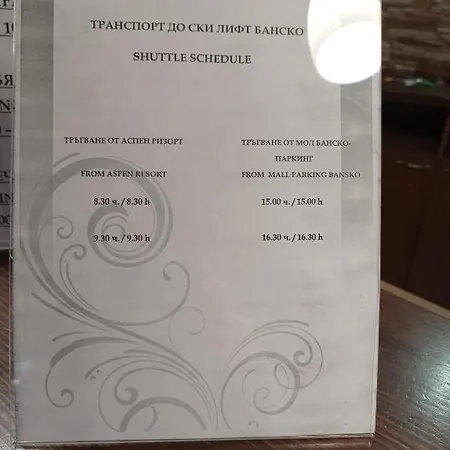 ТРАНСПОРТ ДО СКИ ЛИФТ БАНСКО
SHUTTLE SCHEDULE
ТРЪГВАНЕ ОТ АСПЕН РИЗОРТ
FROM ASPEN RESORT
8.30 ч. / 8.30 h
9.30 ч. / 9.30 h
ТРЪГВАНЕ ОТ МОЛ БАНСКО-
ПАРКИНГ
FROM MALL PARKING BANSKO
15.00 ч. / 15.00 h
16.30 ч. / 16.30 h